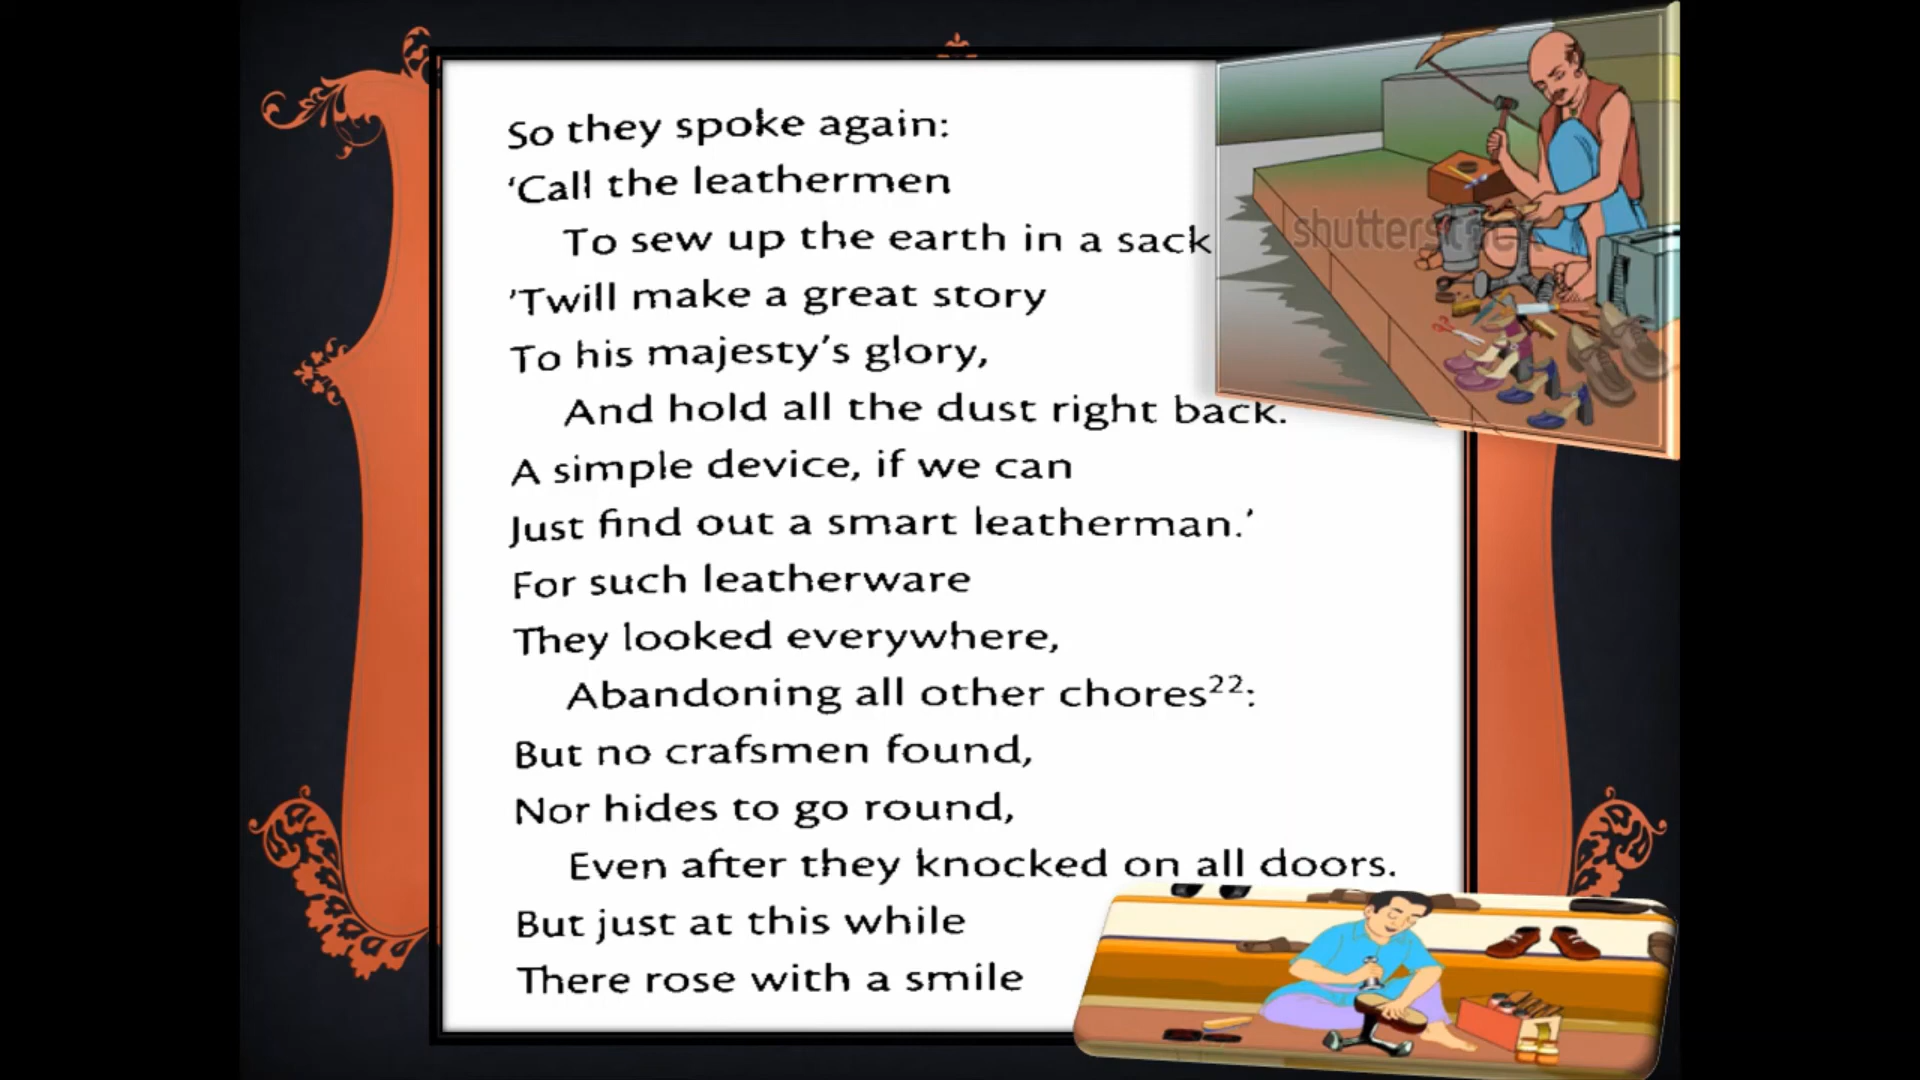 So they spoke again:
‘Call the leathermen
To sew up the earth in a sack
’Twill make a great story
To his majesty’s glory,
And hold all the dust right back.
A simple device, if we can
Just find out a smart leatherman.’
For such leatherware
They looked everywhere,
Abandoning all other chores²²:
But no crafsmen found,
Nor hides to go round,
Even after they knocked on all doors.
But just at this while
There rose with a smile